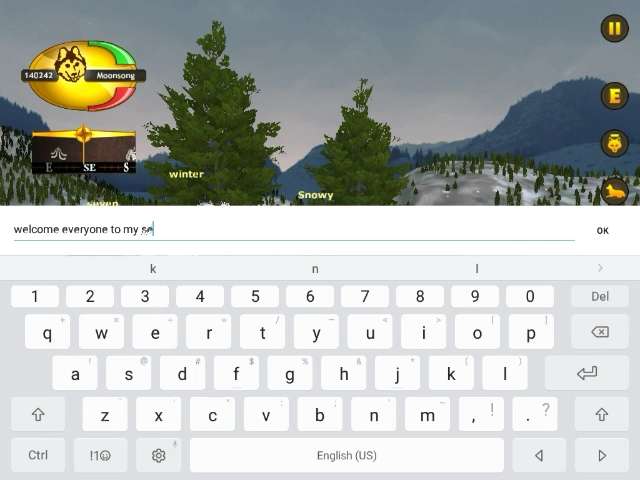 140242 Moonsong
E
E SE S
winter
Snowy
seven
welcome everyone to my se
OK
k n l
1 2 3 4 5 6 7 8 9 0 Del
q w e r t y u i o p
a s d f g h j k l
z x c v b n m , ! . ?
Ctrl !1☺ English (US)